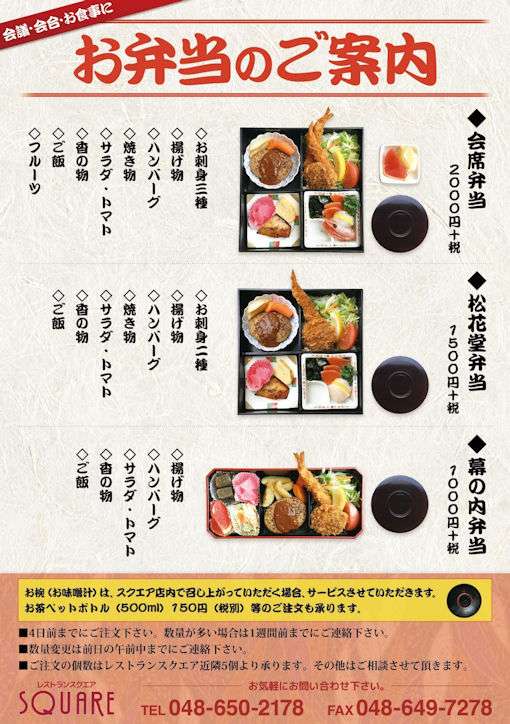 会議・会合・お食事に
お弁当のご案内
◆会席弁当
2000円+税
◇お刺身三種
◇揚げ物
◇ハンバーグ
◇焼き物
◇サラダ・トマト
◇香の物
◇ご飯
◇フルーツ
◆松花堂弁当
1500円+税
◇お刺身二種
◇揚げ物
◇ハンバーグ
◇焼き物
◇サラダ・トマト
◇香の物
◇ご飯
◆幕の内弁当
1000円+税
◇揚げ物
◇ハンバーグ
◇サラダ・トマト
◇香の物
◇ご飯
お椀(お味噌汁)は、スクエア店内で召し上がっていただく場合、サービスさせていただきます。
お茶ペットボトル(500ml)150円(税別)等のご注文も承ります。
■4日前までにご注文下さい。数量が多い場合は1週間前までにご連絡下さい。
■数量変更は前日の午前中までにご連絡下さい。
■ご注文の個数はレストランスクエア近隣5個より承ります。その他はご相談させて頂きます。
レストランスクエア
SQUARE
お気軽にお問い合わせ下さい。
TEL 048-650-2178 FAX 048-649-7278